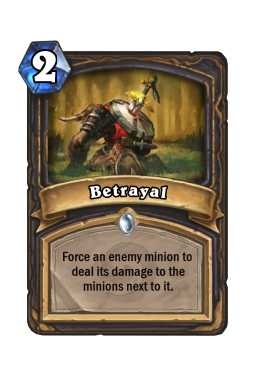 2
Betrayal
Force an enemy minion to
deal its damage to the
minions next to it.